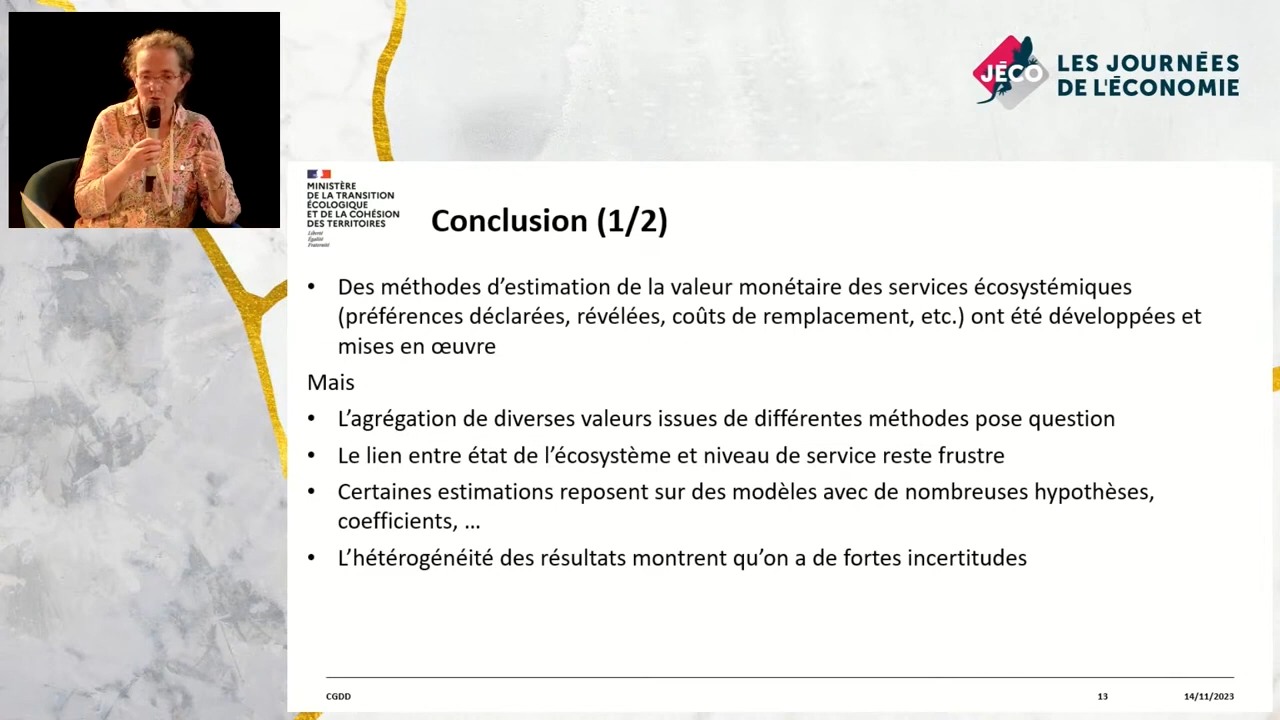 JÉCO
LES JOURNÉES
DE L'ÉCONOMIE
MINISTÈRE
DE LA TRANSITION
ÉCOLOGIQUE
ET DE LA COHÉSION
DES TERRITOIRES
Liberté
Égalité
Fraternité
Conclusion (1/2)
• Des méthodes d’estimation de la valeur monétaire des services écosystémiques
(préférences déclarées, révélées, coûts de remplacement, etc.) ont été développées et
mises en œuvre
Mais
• L’agrégation de diverses valeurs issues de différentes méthodes pose question
• Le lien entre état de l’écosystème et niveau de service reste frustre
• Certaines estimations reposent sur des modèles avec de nombreuses hypothèses,
coefficients, …
• L’hétérogénéité des résultats montrent qu’on a de fortes incertitudes
CGDD 13 14/11/2023